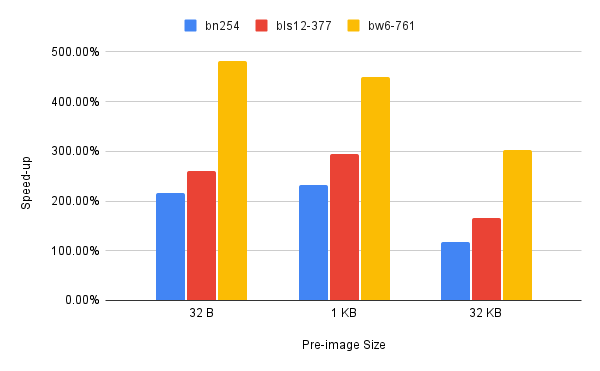 bn254 bls12-377 bw6-761
500.00%
400.00%
300.00%
200.00%
100.00%
0.00%
Speed-up
32 B 1 KB 32 KB
Pre-image Size